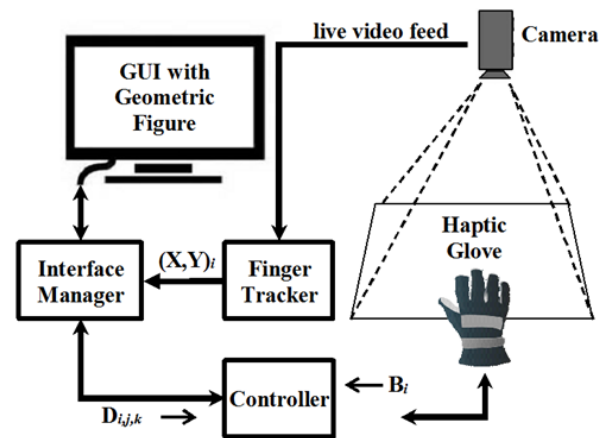 live video feed
Camera
GUI with
Geometric
Figure
Haptic
Glove
Interface
Manager
(X,Y)i
Finger
Tracker
Controller
Bi
Di,j,k